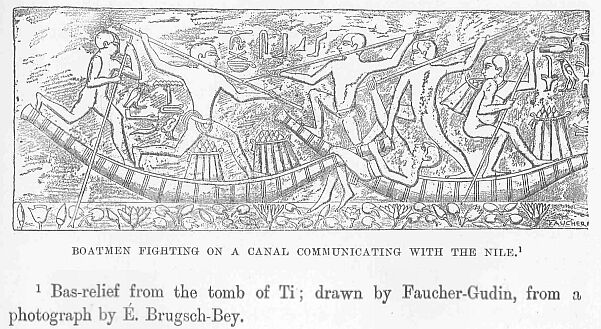 FAUCHER
BOATMEN FIGHTING ON A CANAL COMMUNICATING WITH THE NILE.¹
¹ Bas-relief from the tomb of Ti; drawn by Faucher-Gudin, from a
photograph by É. Brugsch-Bey.